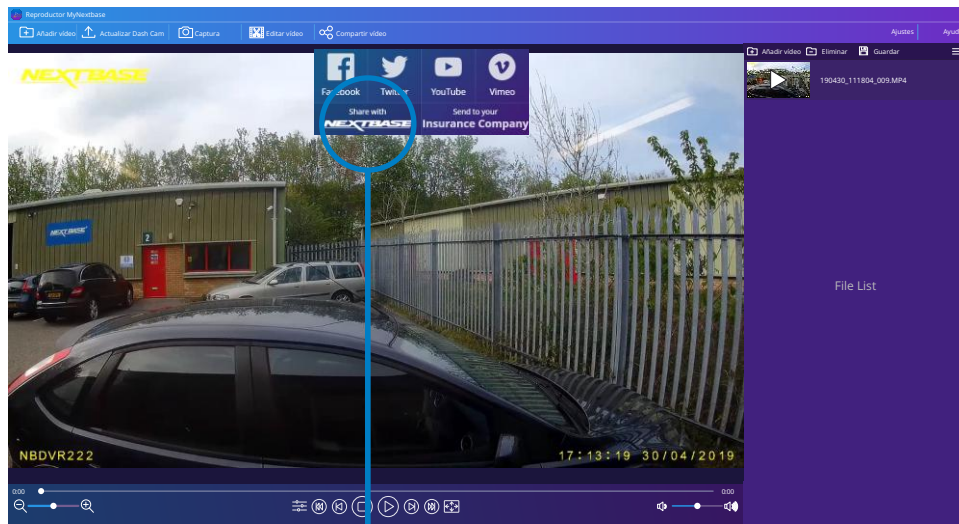 Reproductor MyNextbase
Añadir vídeo Actualizar Dash Cam Captura Editar vídeo Compartir vídeo Ajustes Ayud
Añadir vídeo Eliminar Guardar
190430_111804_009.MP4
NEXTBASE
Facebook Twitter YouTube Vimeo
Share with
NEXTBASE
Send to your
Insurance Company
NEXTBASE
2
File List
NBDVR222 17:13:19 30/04/2019
0:00 0:00